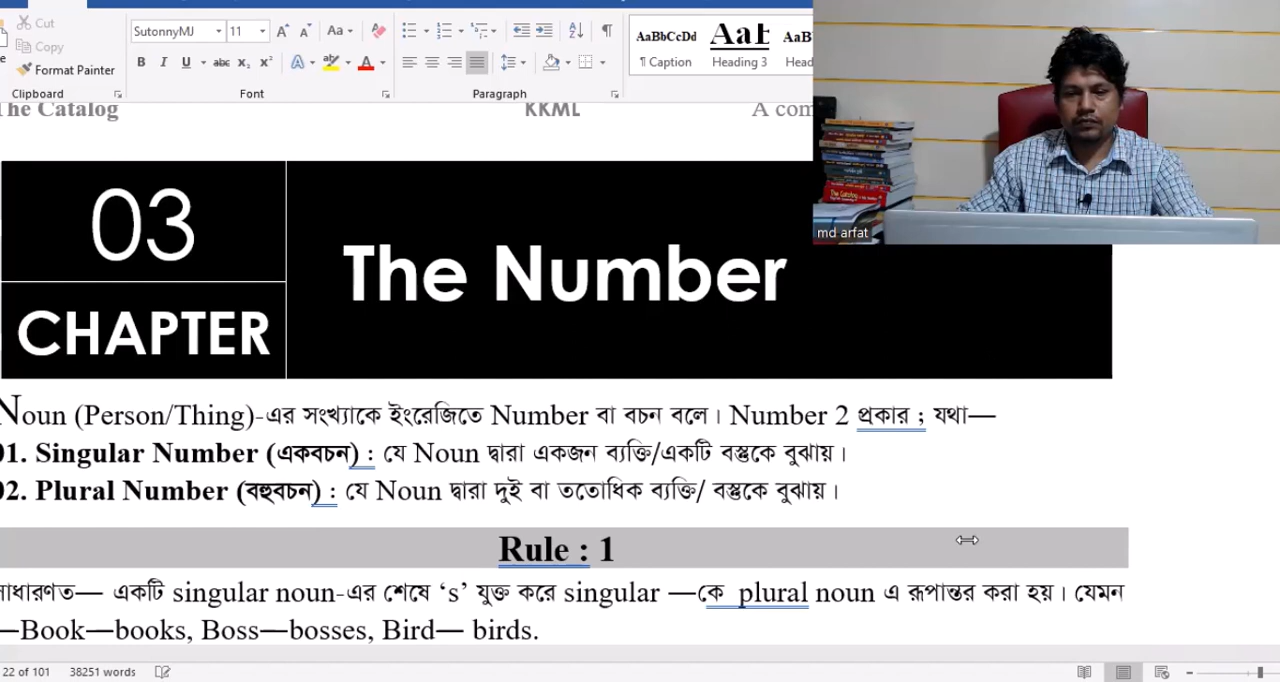 Cut
Copy
Format Painter
Clipboard
SutonnyMJ 11
Font
Paragraph
AaBbCcDd
¶ Caption
Heading 3
The Catalog KKML A com
md arfat
03
CHAPTER
The Number
Noun (Person/Thing)-এর সংখ্যাকে ইংরেজিতে Number বা বচন বলে। Number 2 প্রকার ; যথা—
01. Singular Number (একবচন) : যে Noun দ্বারা একজন ব্যক্তি/একটি বস্তুকে বুঝায়।
02. Plural Number (বহুবচন) : যে Noun দ্বারা দুই বা ততোধিক ব্যক্তি/ বস্তুকে বুঝায়।
Rule : 1
সাধারণত— একটি singular noun-এর শেষে ‘s’ যুক্ত করে singular —কে plural noun এ রূপান্তর করা হয়। যেমন
—Book—books, Boss—bosses, Bird— birds.
22 of 101 38251 words